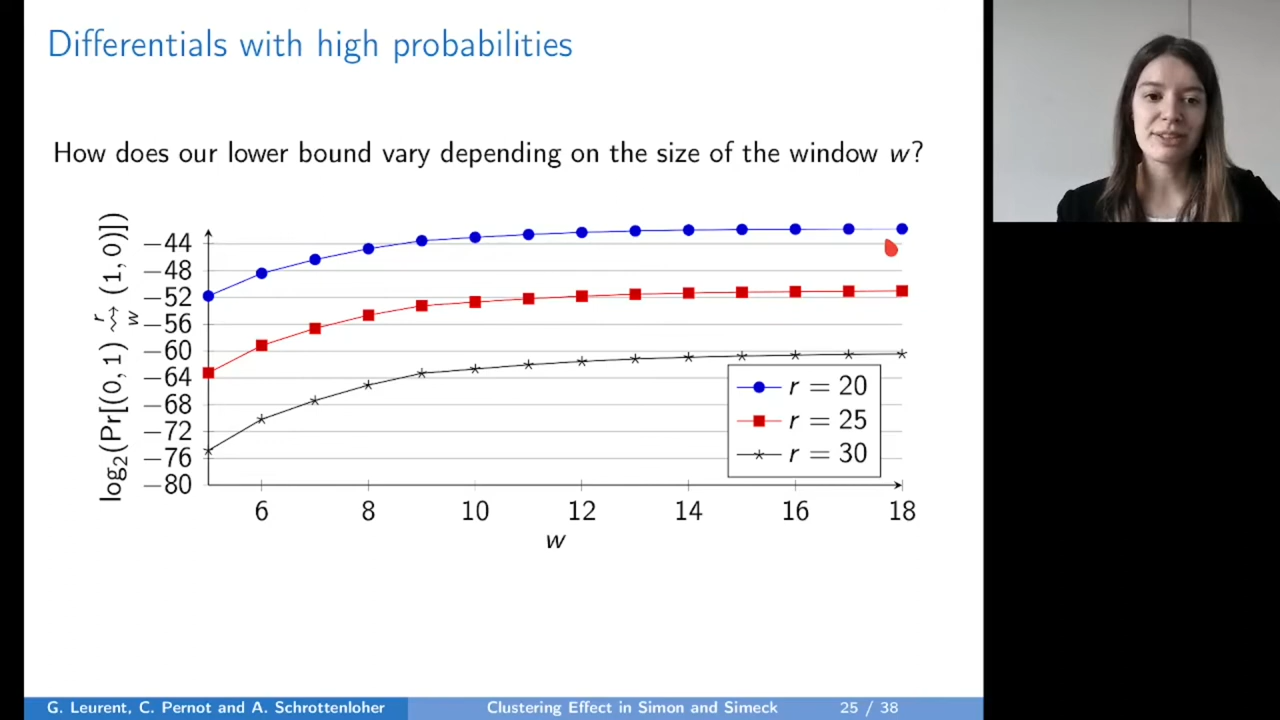 Differentials with high probabilities
How does our lower bound vary depending on the size of the window w?
log₂(Pr[(0, 1) ⇝ (1, 0)])
r
w
−44
−48
−52
−56
−60
−64
−68
−72
−76
−80
r = 20
r = 25
r = 30
6 8 10 12 14 16 18
w
G. Leurent, C. Pernot and A. Schrottenloher Clustering Effect in Simon and Simeck 25 / 38